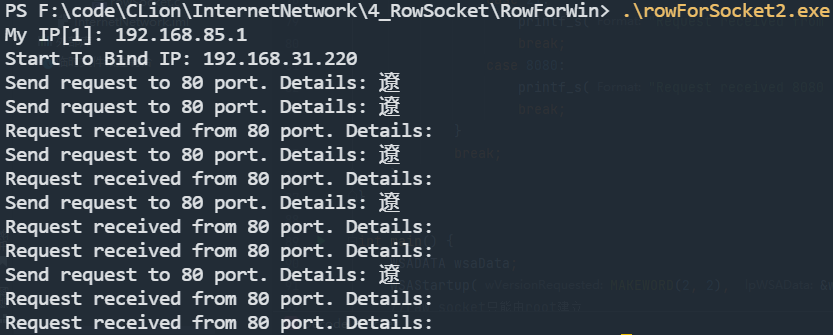 PS F:\code\CLion\InternetNetwork\4_RowSocket\RowForWin> .\rowForSocket2.exe
My IP[1]: 192.168.85.1
Start To Bind IP: 192.168.31.220
Send request to 80 port. Details: 遼
Send request to 80 port. Details: 遼
Request received from 80 port. Details:
Send request to 80 port. Details: 遼
Request received from 80 port. Details:
Send request to 80 port. Details: 遼
Request received from 80 port. Details:
Request received from 80 port. Details:
Send request to 80 port. Details: 遼
Request received from 80 port. Details:
Request received from 80 port. Details: